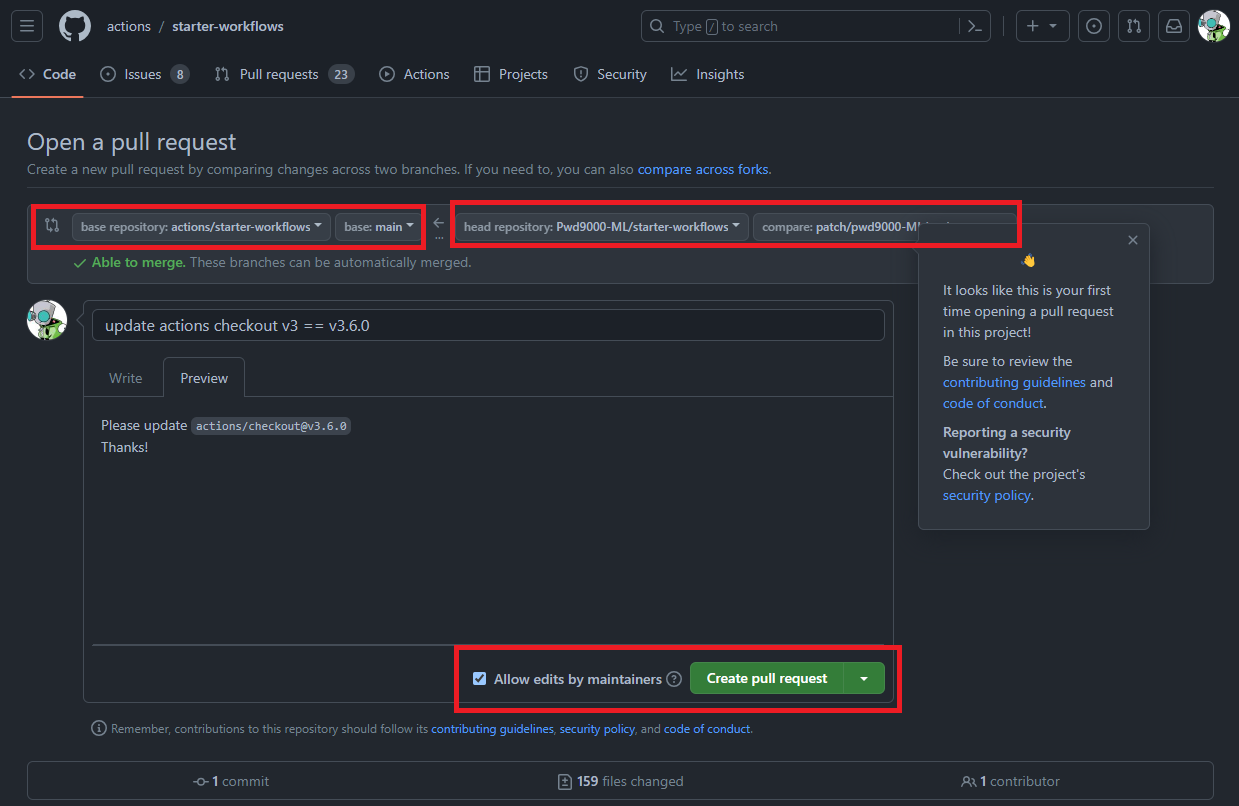 actions / starter-workflows
Type / to search
Code
Issues 8
Pull requests 23
Actions
Projects
Security
Insights
Open a pull request
Create a new pull request by comparing changes across two branches. If you need to, you can also compare across forks.
base repository: actions/starter-workflows
base: main
head repository: Pwd9000-ML/starter-workflows
compare: patch/pwd9000-M
Able to merge. These branches can be automatically merged.
update actions checkout v3 == v3.6.0
Write
Preview
Please update actions/checkout@v3.6.0
Thanks!
Allow edits by maintainers
Create pull request
Remember, contributions to this repository should follow its contributing guidelines, security policy, and code of conduct.
It looks like this is your first
time opening a pull request
in this project!
Be sure to review the
contributing guidelines and
code of conduct.
Reporting a security
vulnerability?
Check out the project's
security policy.
1 commit
159 files changed
1 contributor